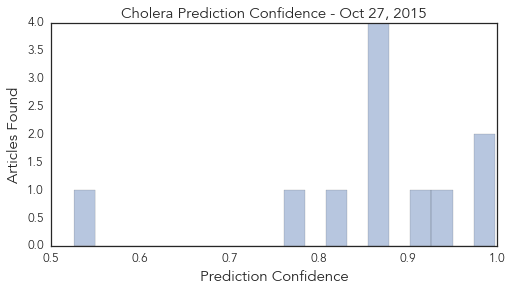 Cholera Prediction Confidence - Oct 27, 2015
4.0
3.5
3.0
2.5
2.0
1.5
1.0
0.5
0.0
Articles Found
0.5 0.6 0.7 0.8 0.9 1.0
Prediction Confidence